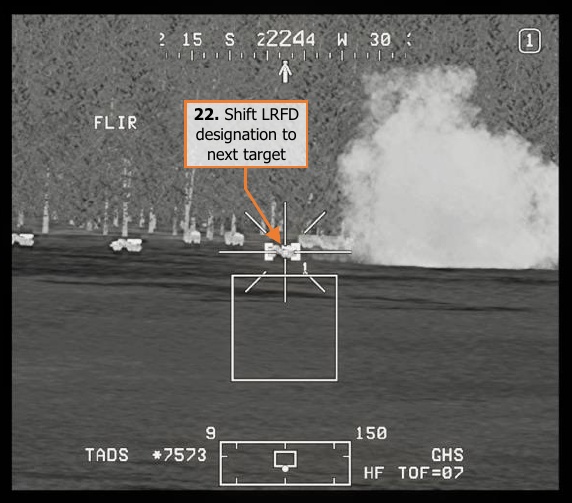 15 S 2224 W 30
1
FLIR
22. Shift LRFD
designation to
next target
1
9 150
TADS *7573 GHS
HF TOF=07